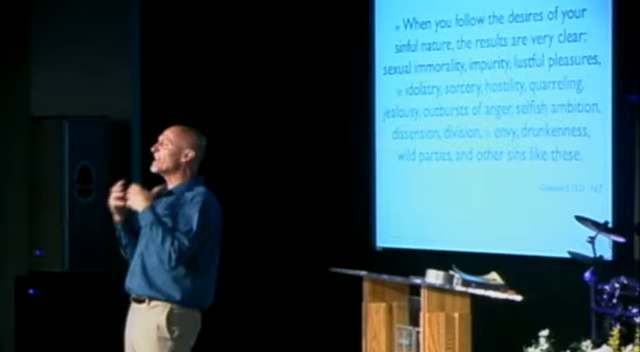 19 When you follow the desires of your
sinful nature, the results are very clear:
sexual immorality, impurity, lustful pleasures,
20 idolatry, sorcery, hostility, quarreling,
jealousy, outbursts of anger, selfish ambition,
dissension, division, 21 envy, drunkenness,
wild parties, and other sins like these.